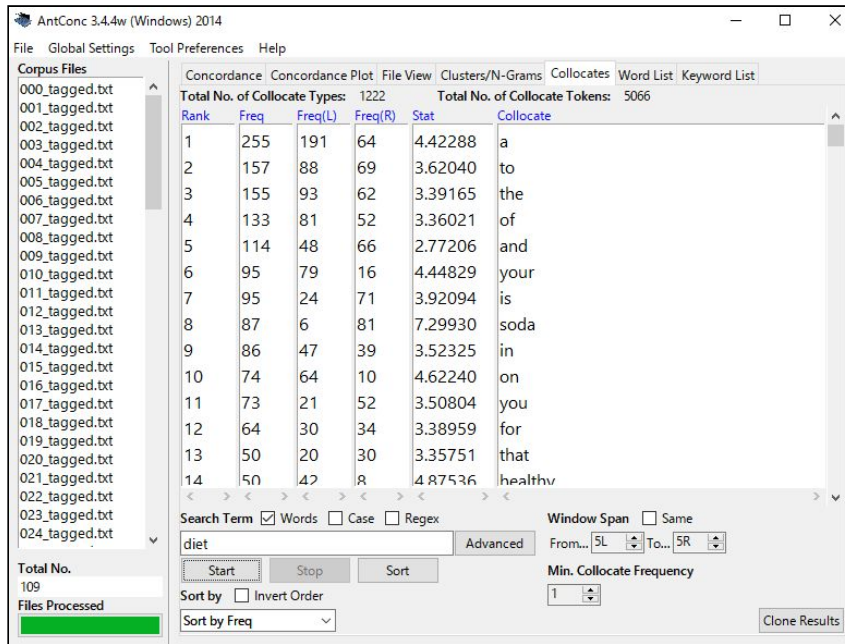 AntConc 3.4.4w (Windows) 2014
File Global Settings Tool Preferences Help
Corpus Files
000_tagged.txt
001_tagged.txt
002_tagged.txt
003_tagged.txt
004_tagged.txt
005_tagged.txt
006_tagged.txt
007_tagged.txt
008_tagged.txt
009_tagged.txt
010_tagged.txt
011_tagged.txt
012_tagged.txt
013_tagged.txt
014_tagged.txt
015_tagged.txt
016_tagged.txt
017_tagged.txt
018_tagged.txt
019_tagged.txt
020_tagged.txt
021_tagged.txt
022_tagged.txt
023_tagged.txt
024_tagged.txt
Total No.
109
Files Processed
Concordance Concordance Plot File View Clusters/N-Grams Collocates Word List Keyword List
Total No. of Collocate Types: 1222 Total No. of Collocate Tokens: 5066
Rank Freq Freq(L) Freq(R) Stat Collocate
1 255 191 64 4.42288 a
2 157 88 69 3.62040 to
3 155 93 62 3.39165 the
4 133 81 52 3.36021 of
5 114 48 66 2.77206 and
6 95 79 16 4.44829 your
7 95 24 71 3.92094 is
8 87 6 81 7.29930 soda
9 86 47 39 3.52325 in
10 74 64 10 4.62240 on
11 73 21 52 3.50804 you
12 64 30 34 3.38959 for
13 50 20 30 3.35751 that
14 50 42 8 4.87536 healthy
Search Term Words Case Regex Window Span Same
diet Advanced From... 5L To... 5R
Start Stop Sort Min. Collocate Frequency
Sort by Invert Order 1
Sort by Freq Clone Results